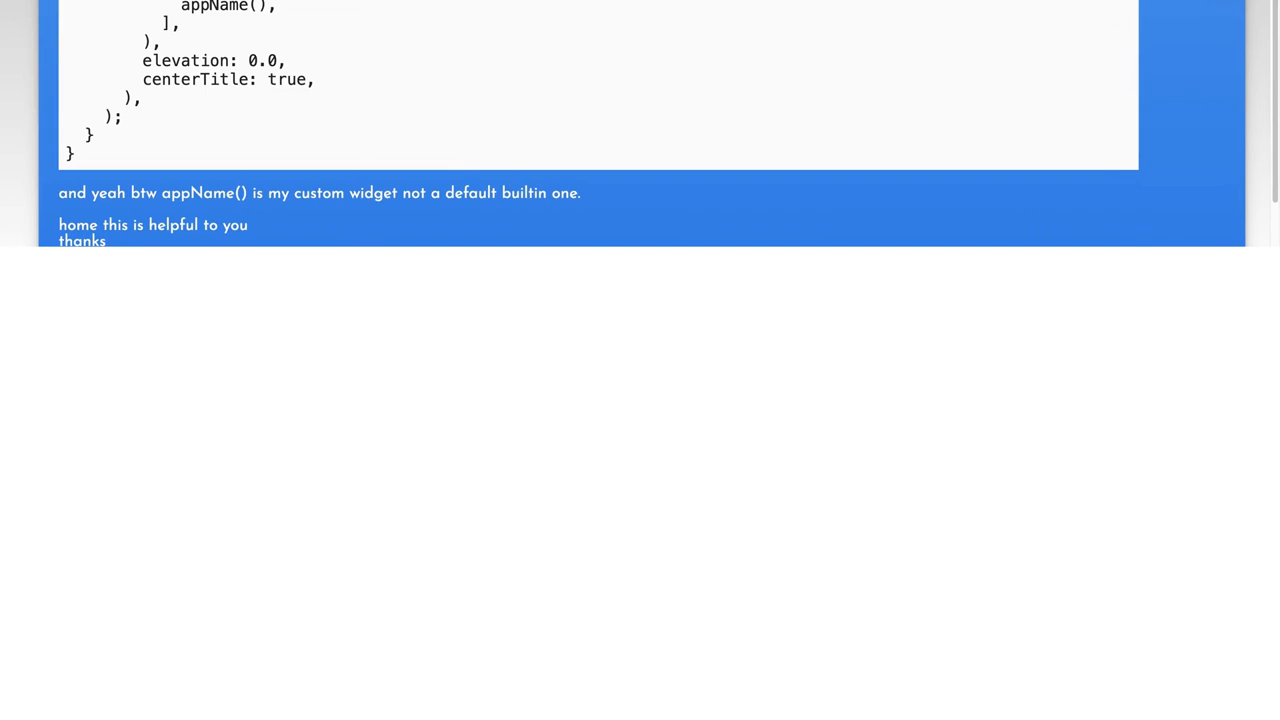 appName(),
],
),
elevation: 0.0,
centerTitle: true,
),
);
}
}
and yeah btw appName() is my custom widget not a default builtin one.
home this is helpful to you
thanks